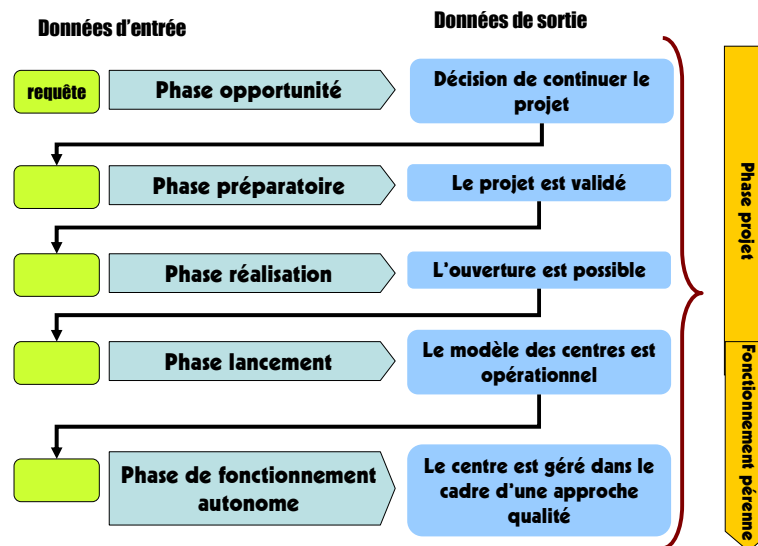 Données d'entrée
Données de sortie
requête
Phase opportunité
Décision de continuer le
projet
Phase préparatoire
Le projet est validé
Phase réalisation
L'ouverture est possible
Phase lancement
Le modèle des centres est
opérationnel
Phase de fonctionnement
autonome
Le centre est géré dans le
cadre d'une approche
qualité
Phase projet
Fonctionnement pérenne